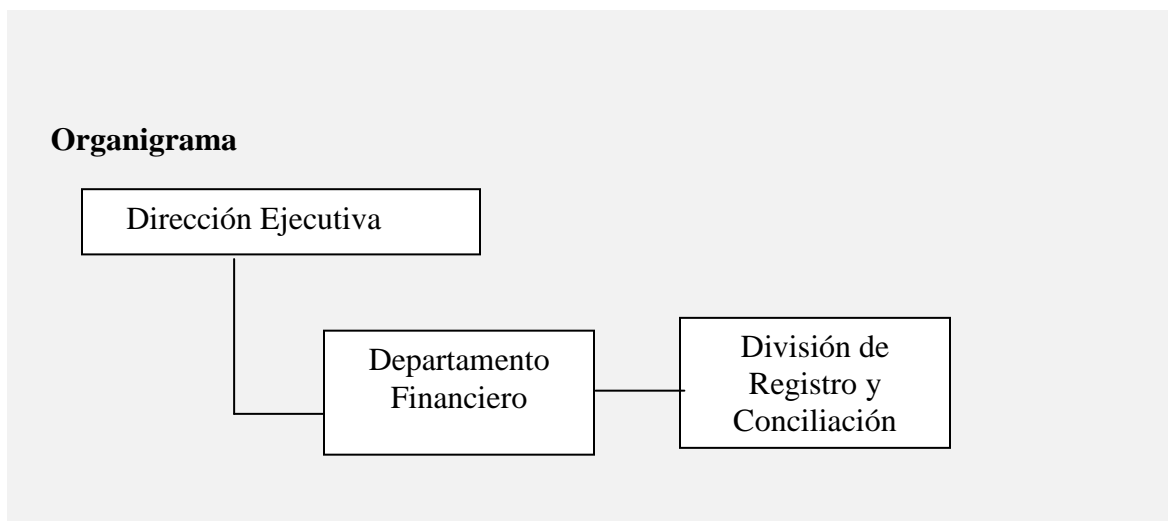 Organigrama
Dirección Ejecutiva
Departamento
Financiero
División de
Registro y
Conciliación